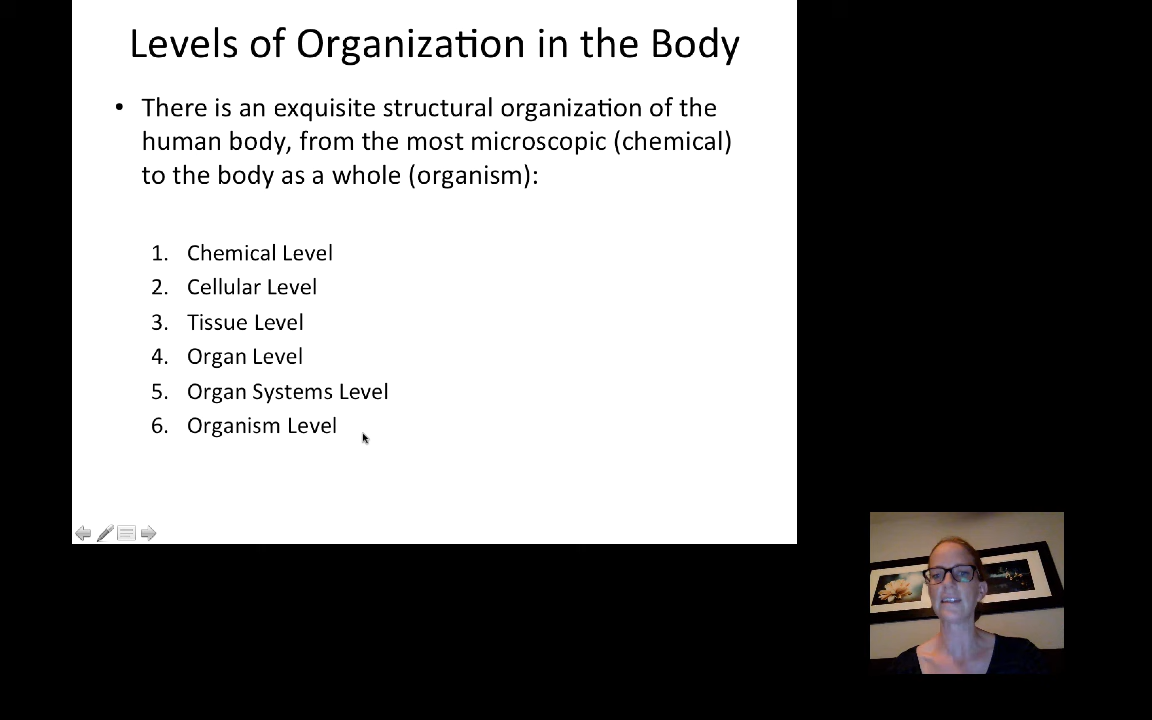 Levels of Organization in the Body
• There is an exquisite structural organization of the
human body, from the most microscopic (chemical)
to the body as a whole (organism):
1. Chemical Level
2. Cellular Level
3. Tissue Level
4. Organ Level
5. Organ Systems Level
6. Organism Level